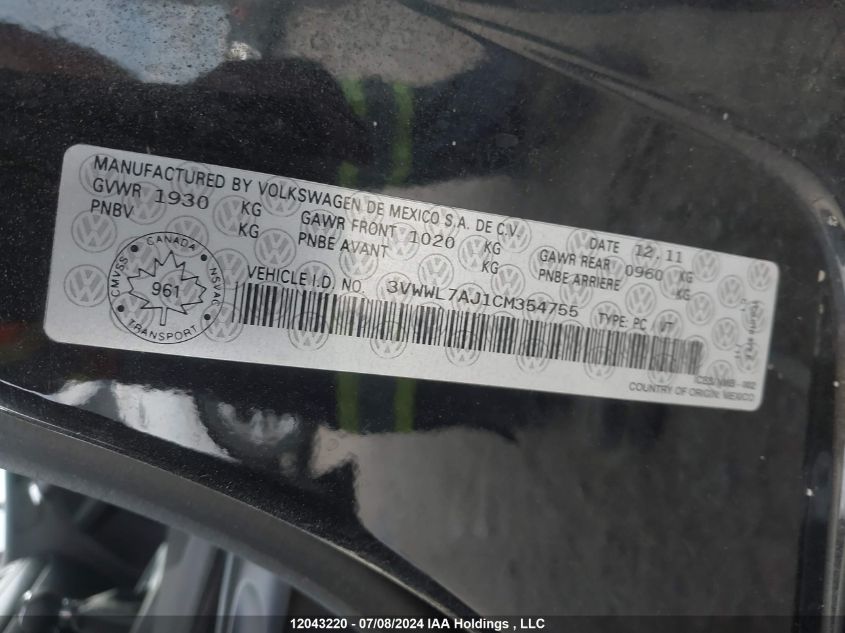 MANUFACTURED BY VOLKSWAGEN DE MEXICO S.A. DE C.V. DATE 12.11
GVWR 1930 KG GAWR FRONT 1020 KG GAWR REAR 0960 KG
PNBV KG PNBE AVANT PNBE ARRIERE
VEHICLE I.D. NO. 3VWWL7AJ1CM354755 TYPE: PC /VT
CMVSS CANADA NSVAC
961
TRANSPORT
COUNTRY OF ORIGIN: MEXICO
12043220 - 07/08/2024 IAA Holdings , LLC